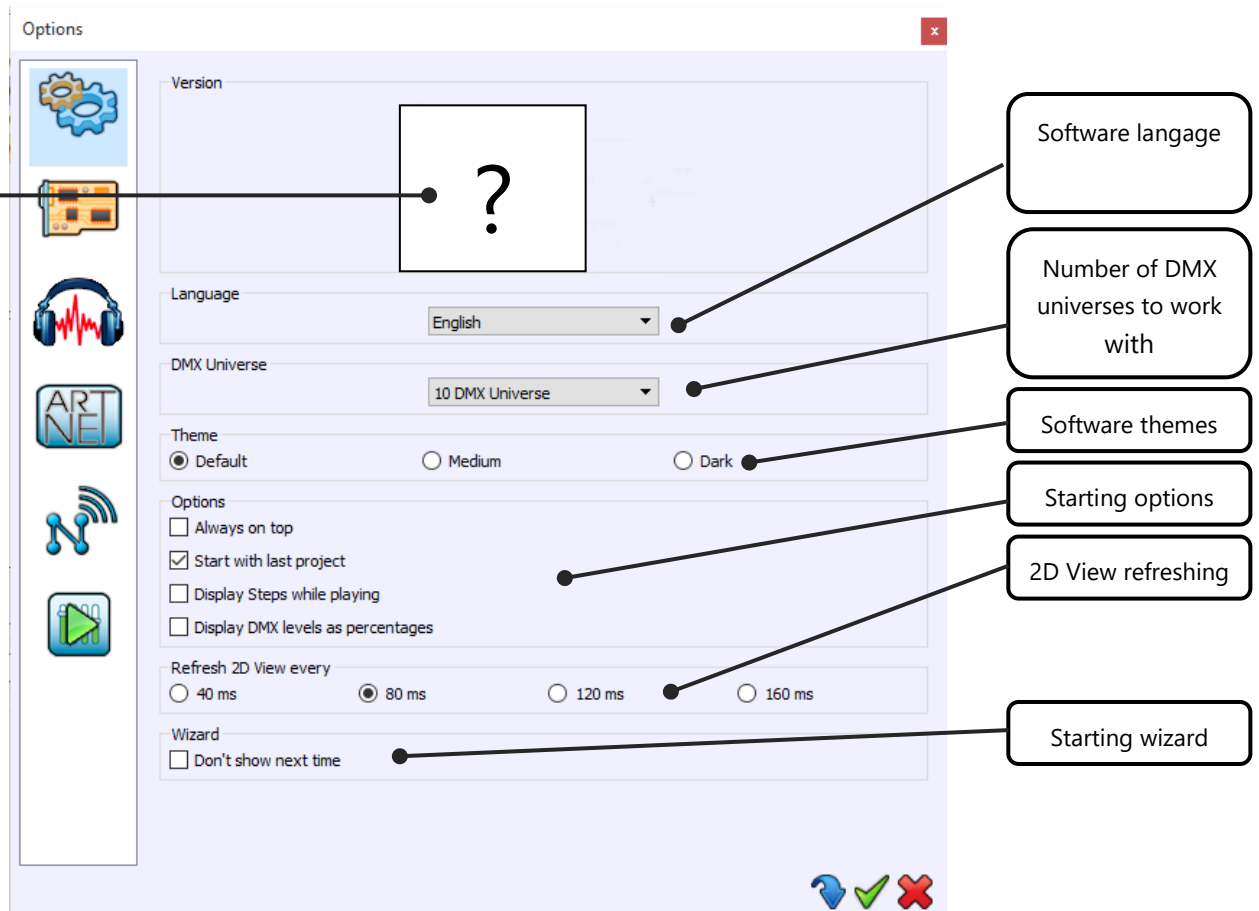 Options
x
Version
?
Language
English
DMX Universe
10 DMX Universe
Theme
Default
Medium
Dark
Options
Always on top
Start with last project
Display Steps while playing
Display DMX levels as percentages
Refresh 2D View every
40 ms
80 ms
120 ms
160 ms
Wizard
Don't show next time
ART
NET
N
Software langage
Number of DMX
universes to work
with
Software themes
Starting options
2D View refreshing
Starting wizard